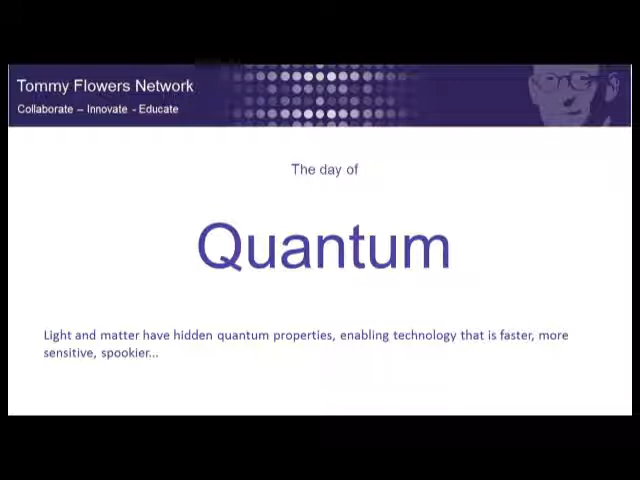 Tommy Flowers Network
Collaborate – Innovate - Educate
The day of
Quantum
Light and matter have hidden quantum properties, enabling technology that is faster, more
sensitive, spookier...